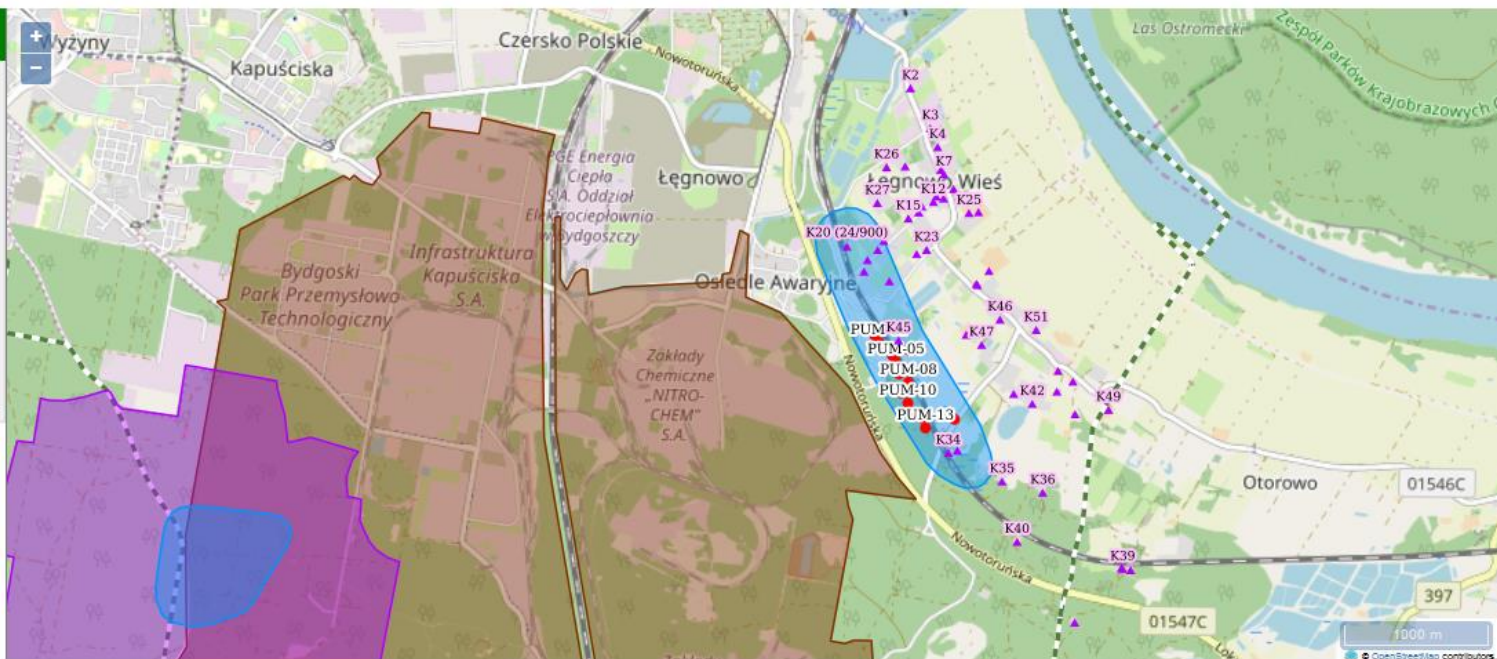 +
−
Wyżyny
Kapuściska
Czersko Polskie
Nowotoruńska
Las Ostromecki
Zespół Parków Krajobrazowych
K2
K3
K4
K26
K7
PGE Energia
Ciepła
S.A. Oddział
Elektrociepłownia
w Bydgoszczy
Łęgnowo
Łęgnowo Wieś
K27
K12
K15
K25
K20 (24/900)
K23
Infrastruktura
Kapuściska
S.A.
Bydgoski
Park Przemysłowo
- Technologiczny
Osiedle Awaryjne
K46
K51
PUM
K45
K47
PUM-05
Zakłady
Chemiczne
„NITRO-
CHEM"
S.A.
PUM-08
PUM-10
K42
K49
Nowotoruńska
PUM-13
K34
K35
K36
Otorowo
01546C
K40
Nowotoruńska
K39
397
01547C
1000 m
© OpenStreetMap contributors.